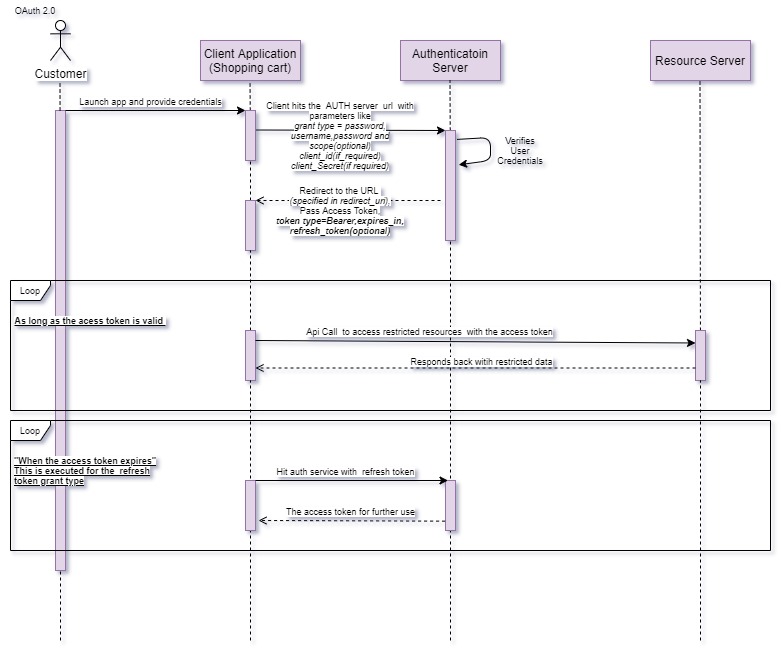 OAuth 2.0
Customer
Client Application
(Shopping cart)
Authenticatoin
Server
Resource Server
Launch app and provide credentials
Client hits the AUTH server url with
parameters like
grant type = password,
username,password and
scope(optional)
client_id(if_required)
client_Secret(if required)
Verifies
User
Credentials
Redirect to the URL
(specified in redirect_uri),
Pass Access Token,
token type=Bearer,expires_in,
refresh_token(optional)
Loop
As long as the acess token is valid
Api Call to access restricted resources with the access token
Responds back witih restricted data
Loop
"When the access token expires"
This is executed for the refresh
token grant type
Hit auth service with refresh token
The access token for further use